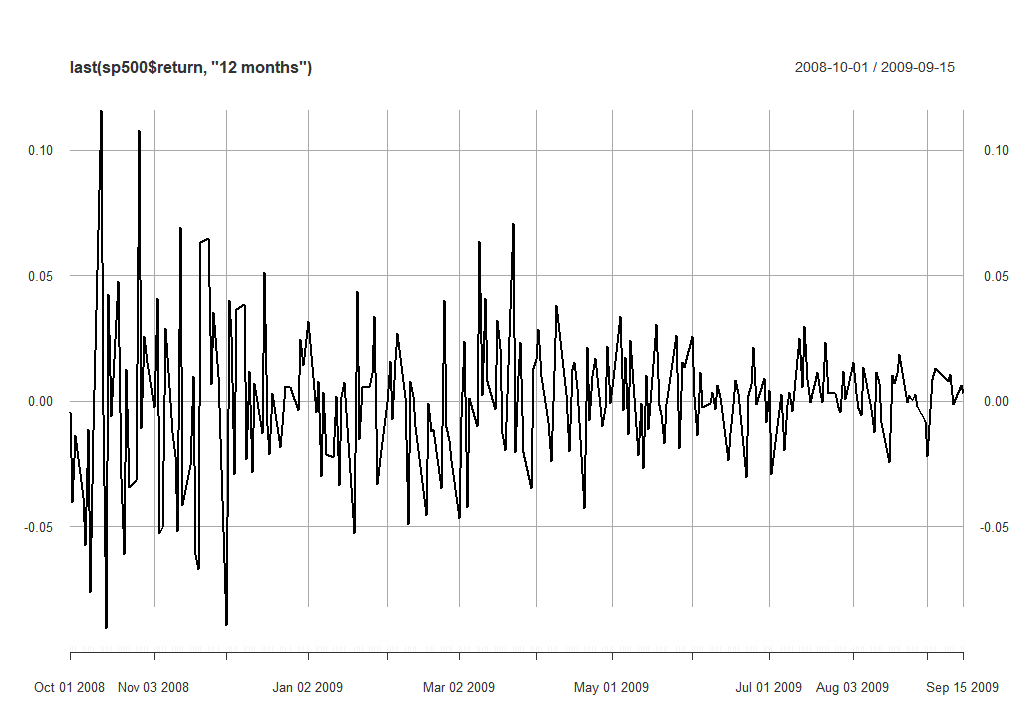 last(sp500$return, "12 months") 2008-10-01 / 2009-09-15
0.10 0.10
0.05 0.05
0.00 0.00
-0.05 -0.05
Oct 01 2008 Nov 03 2008 Jan 02 2009 Mar 02 2009 May 01 2009 Jul 01 2009 Aug 03 2009 Sep 15 2009